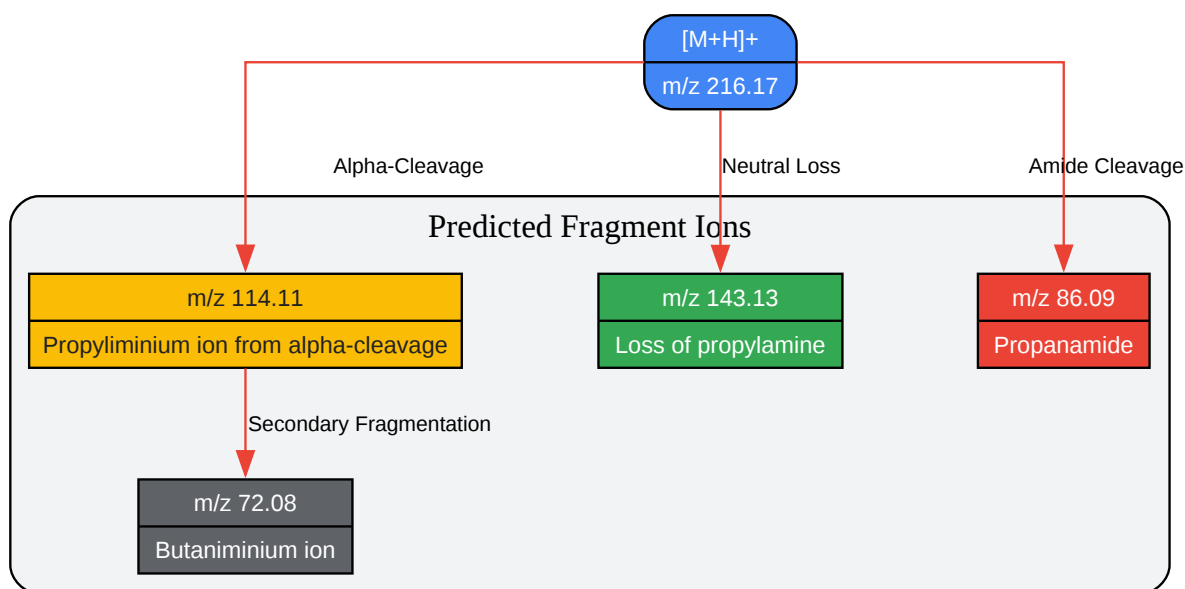 [M+H]+
m/z 216.17
Alpha-Cleavage
Neutral Loss
Amide Cleavage
Predicted Fragment Ions
m/z 114.11
Propyliminium ion from alpha-cleavage
m/z 143.13
Loss of propylamine
m/z 86.09
Propanamide
Secondary Fragmentation
m/z 72.08
Butaniminium ion